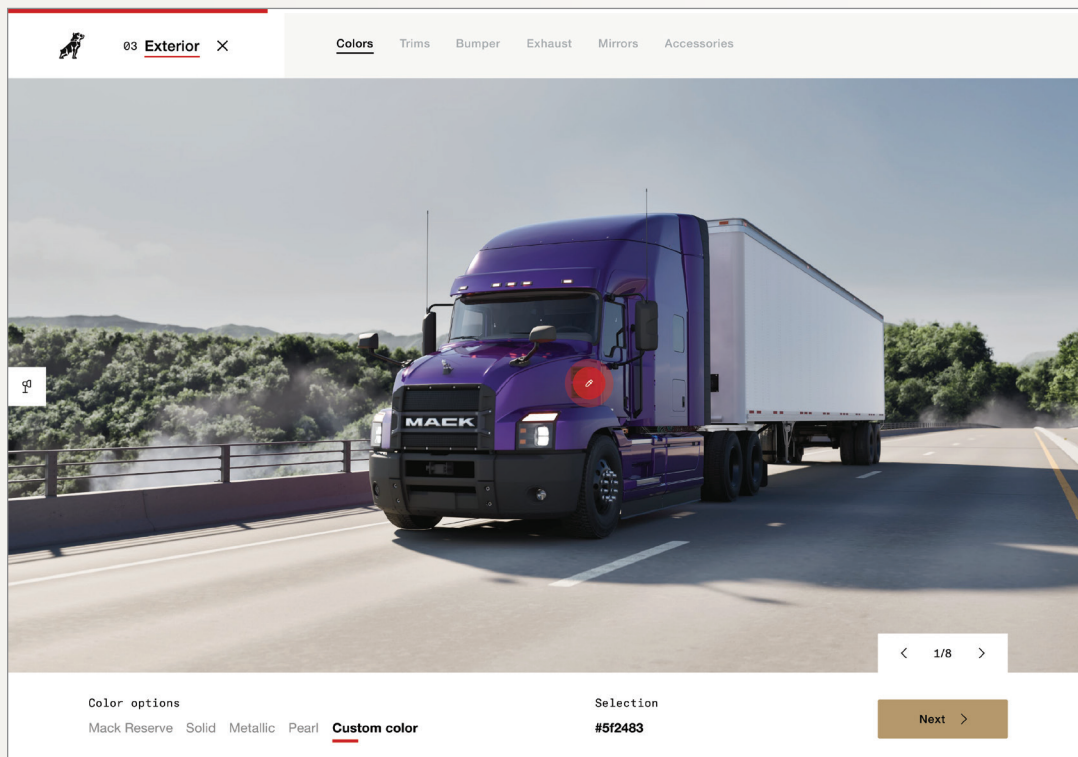 03 Exterior
Colors Trims Bumper Exhaust Mirrors Accessories
MACK
1/8
Color options
Mack Reserve Solid Metallic Pearl Custom color
Selection
#5f2483
Next